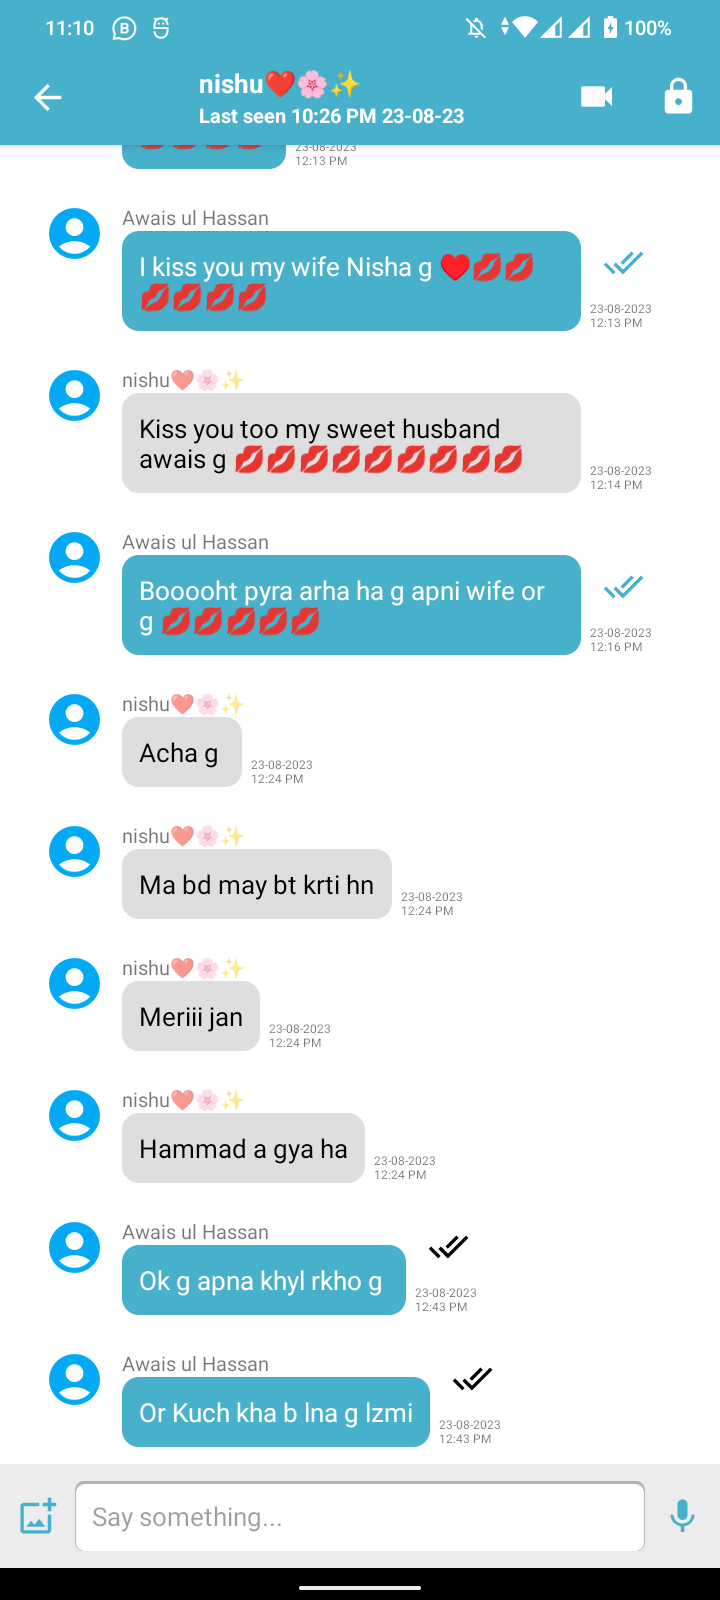 11:10 100%
nishu❤️🌸✨
Last seen 10:26 PM 23-08-23
23-08-2023
12:13 PM
Awais ul Hassan
I kiss you my wife Nisha g ♥️💋💋
💋💋💋💋
23-08-2023
12:13 PM
nishu❤️🌸✨
Kiss you too my sweet husband
awais g 💋💋💋💋💋💋💋💋💋
23-08-2023
12:14 PM
Awais ul Hassan
Booooht pyra arha ha g apni wife or
g 💋💋💋💋💋
23-08-2023
12:16 PM
nishu❤️🌸✨
Acha g
23-08-2023
12:24 PM
nishu❤️🌸✨
Ma bd may bt krti hn
23-08-2023
12:24 PM
nishu❤️🌸✨
Meriii jan
23-08-2023
12:24 PM
nishu❤️🌸✨
Hammad a gya ha
23-08-2023
12:24 PM
Awais ul Hassan
Ok g apna khyl rkho g
23-08-2023
12:43 PM
Awais ul Hassan
Or Kuch kha b lna g lzmi
23-08-2023
12:43 PM
Say something...